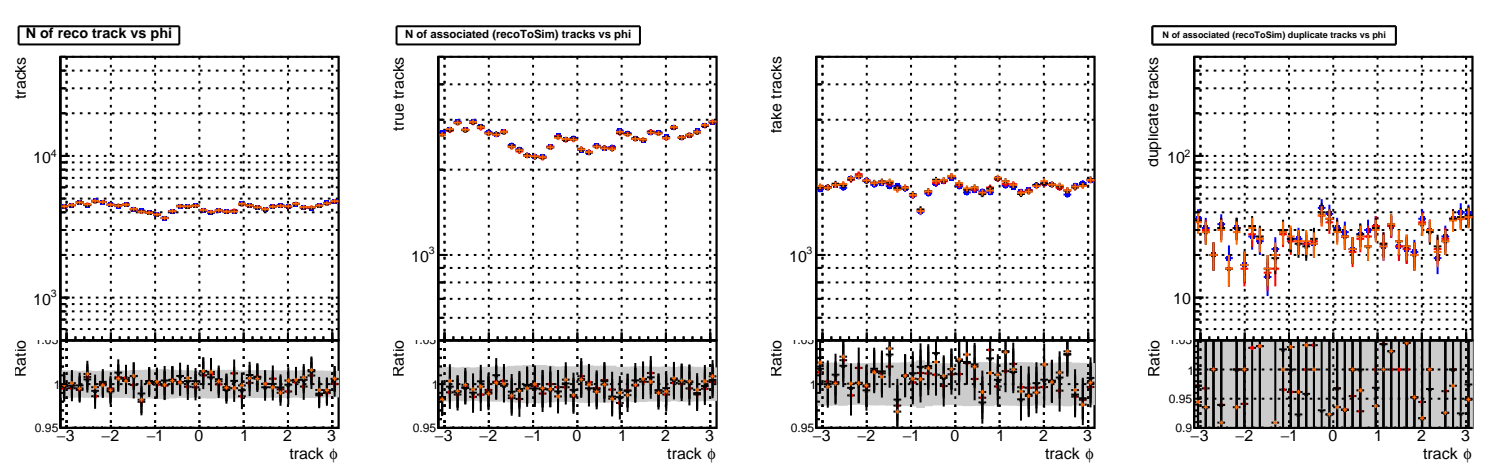 N of reco track vs phi
tracks
10^4
10^3
Ratio
1
0.95
−3 −2 −1 0 1 2 3
track ϕ
N of associated (recoToSim) tracks vs phi
true tracks
10^3
Ratio
1
0.95
−3 −2 −1 0 1 2 3
track ϕ
fake tracks
10^3
Ratio
1
0.95
−3 −2 −1 0 1 2 3
track ϕ
N of associated (recoToSim) duplicate tracks vs phi
duplicate tracks
10^2
10
Ratio
1
0.95
0.9
−3 −2 −1 0 1 2 3
track ϕ